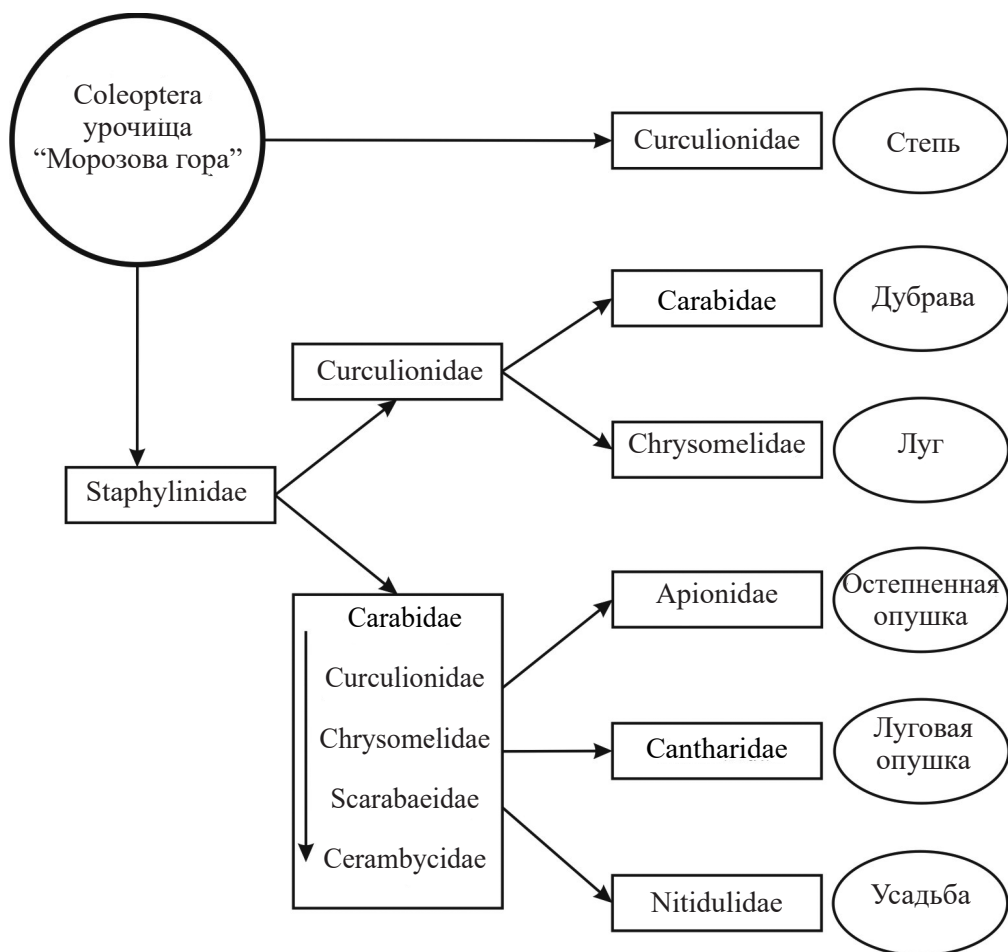 Coleoptera
урочища
“Морозова гора”
Curculionidae
Степь
Carabidae
Дубрава
Curculionidae
Chrysomelidae
Луг
Staphylinidae
Carabidae
Curculionidae
Chrysomelidae
Scarabaeidae
Cerambycidae
Apionidae
Остепненная
опушка
Cantharidae
Луговая
опушка
Nitidulidae
Усадьба